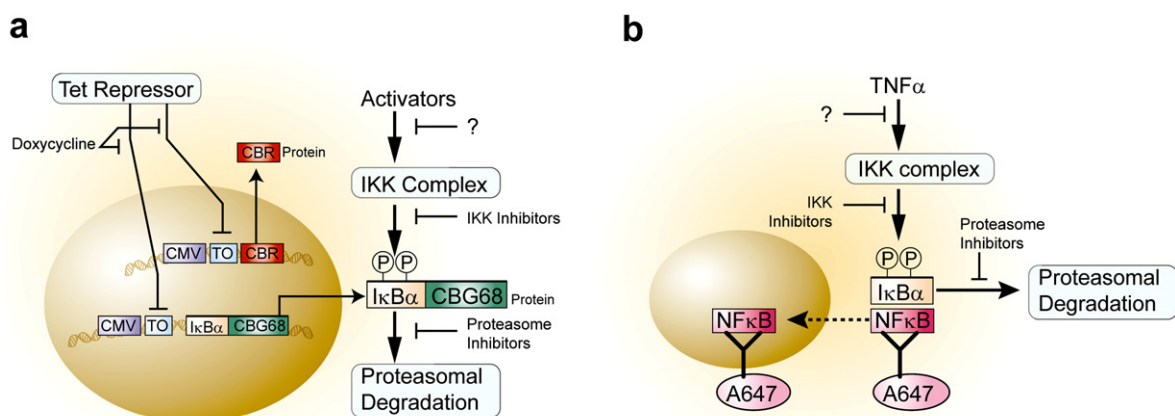 a
Tet Repressor
Doxycycline
CBR Protein
CMV TO CBR
CMV TO IκBα CBG68
Activators
?
IKK Complex
IKK Inhibitors
P P
IκBα CBG68 Protein
Proteasome
Inhibitors
Proteasomal
Degradation
b
TNFα
?
IKK complex
IKK
Inhibitors
Proteasome
Inhibitors
P P
IκBα
Proteasomal
Degradation
NFκB NFκB
A647 A647